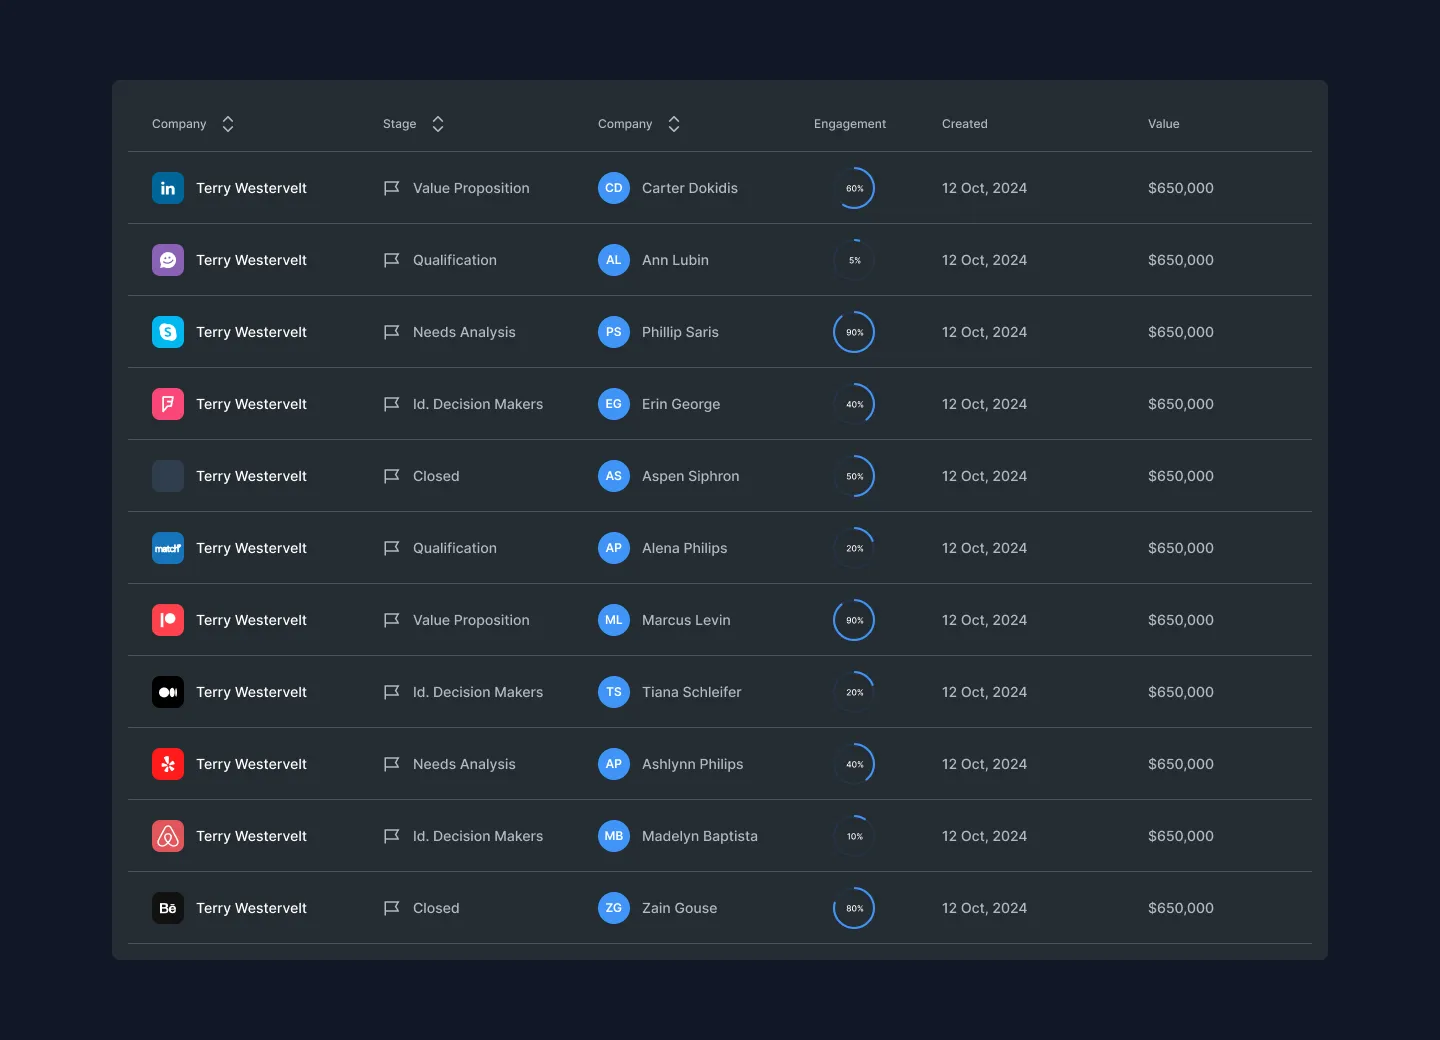 Company Stage Company Engagement Created Value
in Terry Westervelt Value Proposition CD Carter Dokidis 60% 12 Oct, 2024 $650,000
Terry Westervelt Qualification AL Ann Lubin 5% 12 Oct, 2024 $650,000
S Terry Westervelt Needs Analysis PS Phillip Saris 90% 12 Oct, 2024 $650,000
Terry Westervelt Id. Decision Makers EG Erin George 40% 12 Oct, 2024 $650,000
Terry Westervelt Closed AS Aspen Siphron 50% 12 Oct, 2024 $650,000
match Terry Westervelt Qualification AP Alena Philips 20% 12 Oct, 2024 $650,000
Terry Westervelt Value Proposition ML Marcus Levin 90% 12 Oct, 2024 $650,000
Terry Westervelt Id. Decision Makers TS Tiana Schleifer 20% 12 Oct, 2024 $650,000
Terry Westervelt Needs Analysis AP Ashlynn Philips 40% 12 Oct, 2024 $650,000
Terry Westervelt Id. Decision Makers MB Madelyn Baptista 10% 12 Oct, 2024 $650,000
Bē Terry Westervelt Closed ZG Zain Gouse 80% 12 Oct, 2024 $650,000